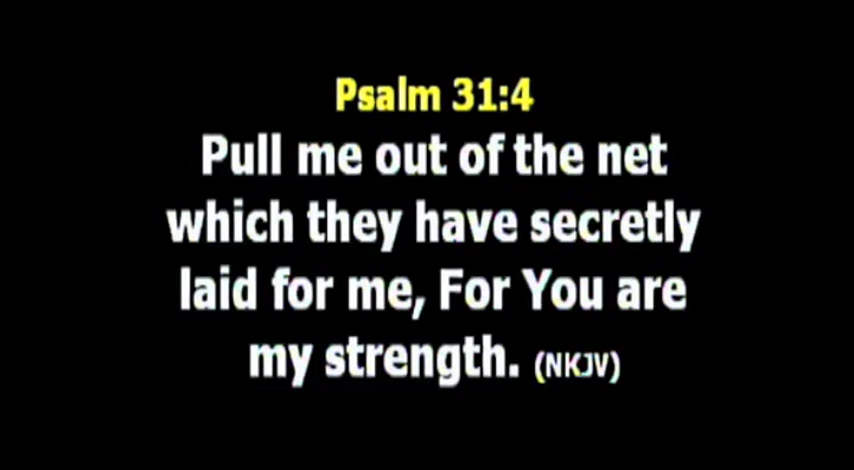 Psalm 31:4
Pull me out of the net
which they have secretly
laid for me, For You are
my strength. (NKJV)